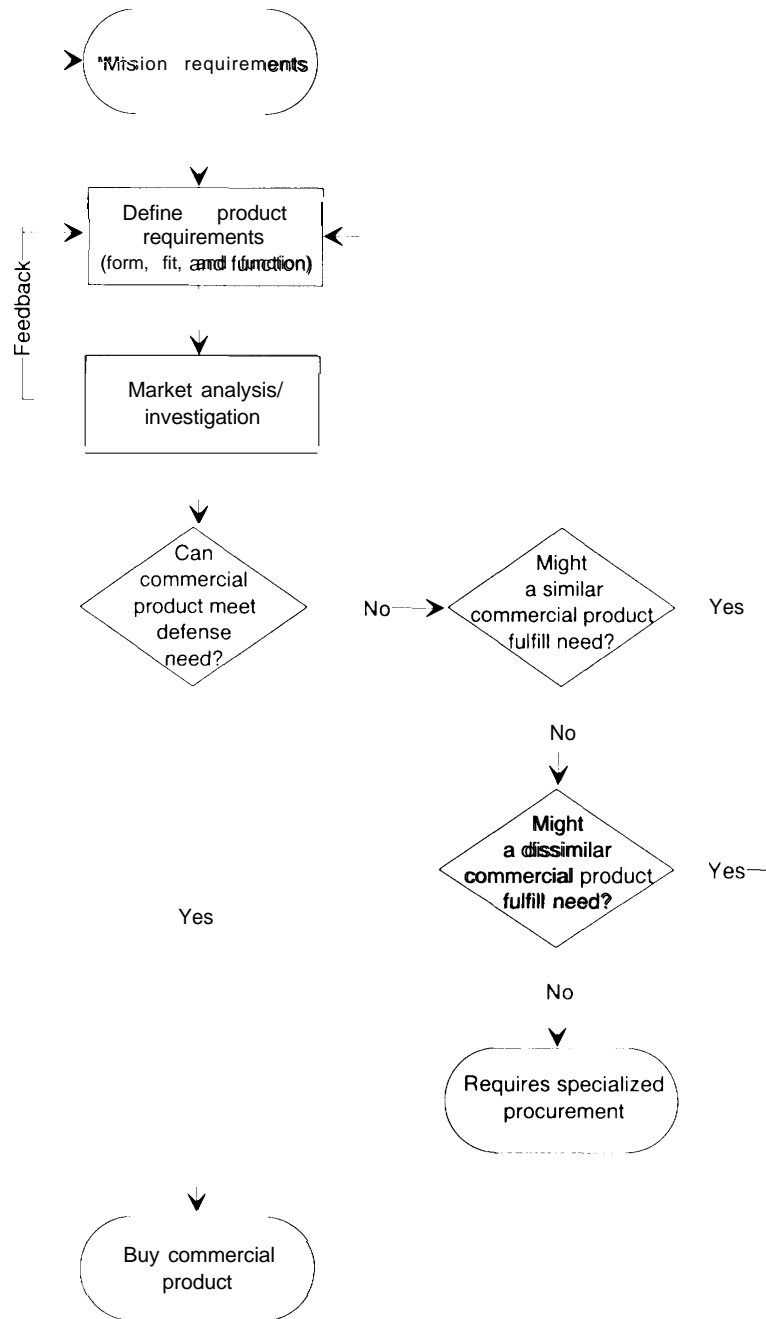 Mission requirements
Define product
requirements
(form, fit, and function)
Feedback
Market analysis/
investigation
Can
commercial
product meet
defense
need?
No
Might
a similar
commercial product
fulfill need?
Yes
No
Might
a dissimilar
commercial product
fulfill need?
Yes
Yes
No
Requires specialized
procurement
Buy commercial
product